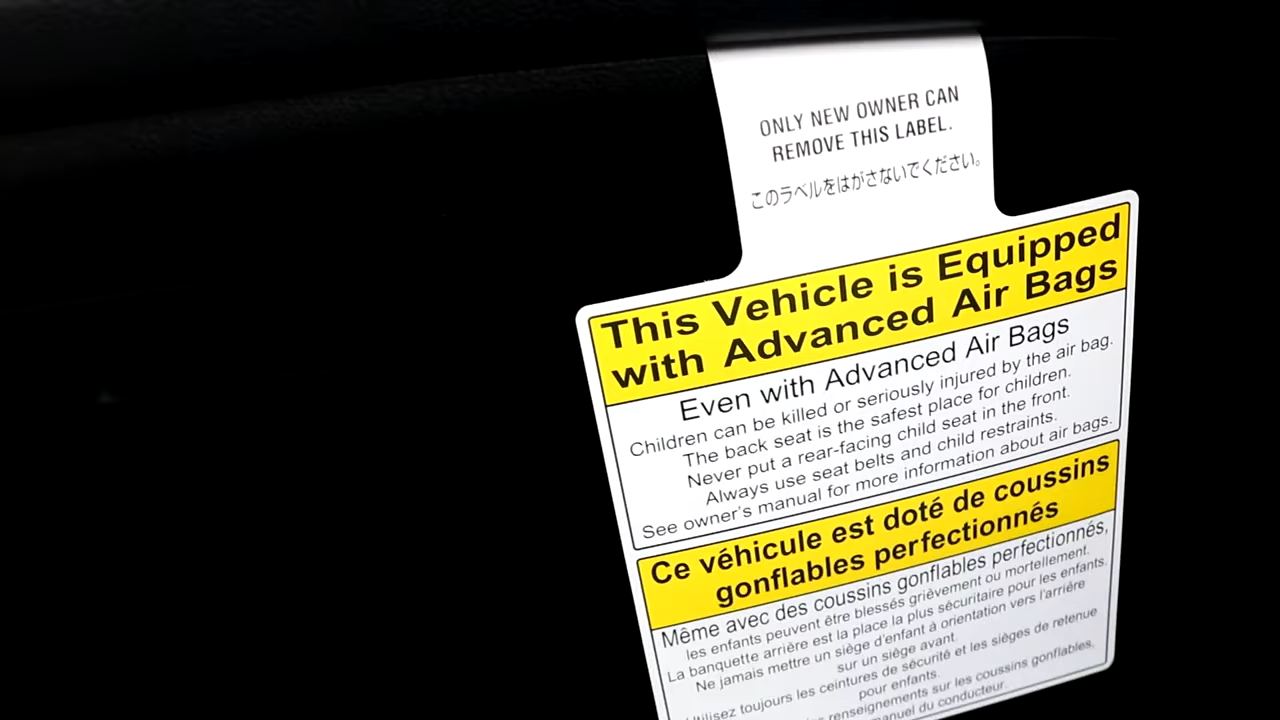 ONLY NEW OWNER CAN
REMOVE THIS LABEL.
このラベルをはがさないでください。
This Vehicle is Equipped
with Advanced Air Bags
Even with Advanced Air Bags
Children can be killed or seriously injured by the air bag.
The back seat is the safest place for children.
Never put a rear-facing child seat in the front.
Always use seat belts and child restraints.
See owner's manual for more information about air bags.
Ce véhicule est doté de coussins
gonflables perfectionnés
Même avec des coussins gonflables perfectionnés,
les enfants peuvent être blessés grièvement ou mortellement.
La banquette arrière est la place la plus sécuritaire pour les enfants.
Ne jamais mettre un siège d'enfant à orientation vers l'arrière
sur un siège avant.
Utilisez toujours les ceintures de sécurité et les sièges de retenue
pour enfants.
renseignements sur les coussins gonflables,
manuel du conducteur.